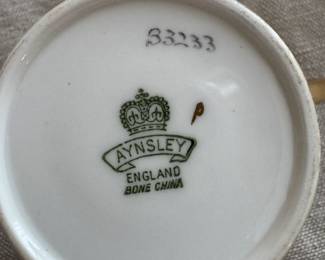 B3233
P
AYNSLEY
ENGLAND
BONE CHINA